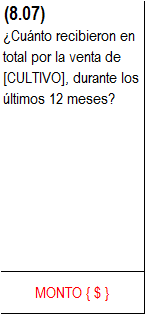 (8.07)
¿Cuánto recibieron en
total por la venta de
[CULTIVO], durante los
últimos 12 meses?
MONTO { $ }